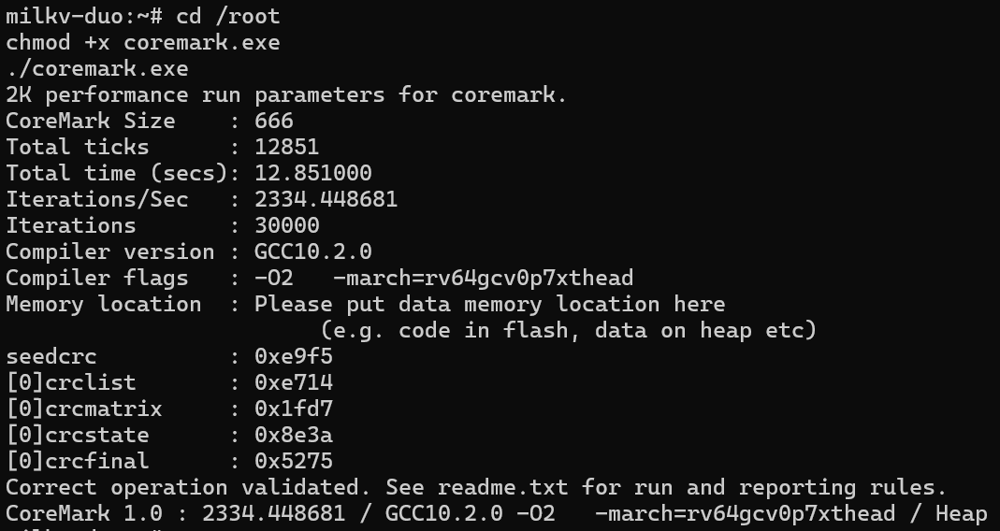 milkv-duo:~# cd /root
chmod +x coremark.exe
./coremark.exe
2K performance run parameters for coremark.
CoreMark Size    : 666
Total ticks      : 12851
Total time (secs): 12.851000
Iterations/Sec   : 2334.448681
Iterations       : 30000
Compiler version : GCC10.2.0
Compiler flags   : -O2   -march=rv64gcv0p7xthead
Memory location  : Please put data memory location here
                        (e.g. code in flash, data on heap etc)
seedcrc          : 0xe9f5
[0]crclist       : 0xe714
[0]crcmatrix     : 0x1fd7
[0]crcstate      : 0x8e3a
[0]crcfinal      : 0x5275
Correct operation validated. See readme.txt for run and reporting rules.
CoreMark 1.0 : 2334.448681 / GCC10.2.0 -O2   -march=rv64gcv0p7xthead / Heap